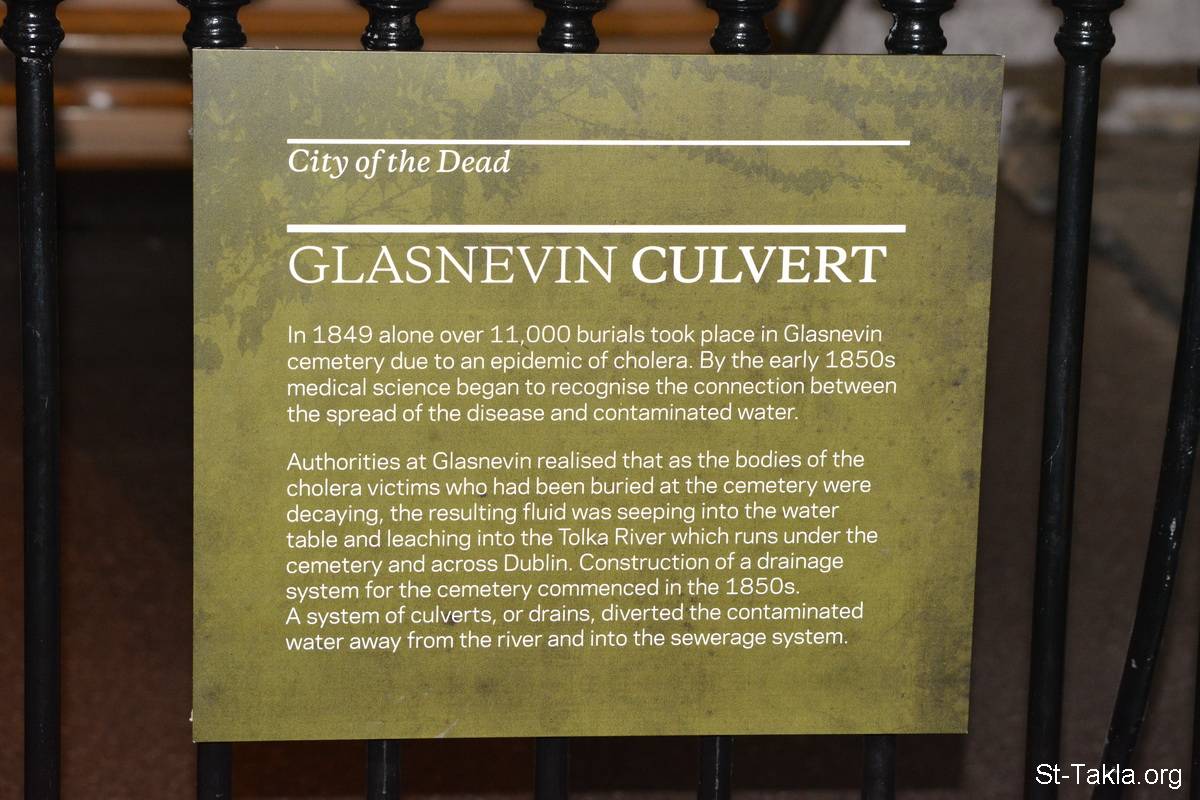 City of the Dead
GLASNEVIN CULVERT
In 1849 alone over 11,000 burials took place in Glasnevin
cemetery due to an epidemic of cholera. By the early 1850s
medical science began to recognise the connection between
the spread of the disease and contaminated water.
Authorities at Glasnevin realised that as the bodies of the
cholera victims who had been buried at the cemetery were
decaying, the resulting fluid was seeping into the water
table and leaching into the Tolka River which runs under the
cemetery and across Dublin. Construction of a drainage
system for the cemetery commenced in the 1850s.
A system of culverts, or drains, diverted the contaminated
water away from the river and into the sewerage system.
St-Takla.org